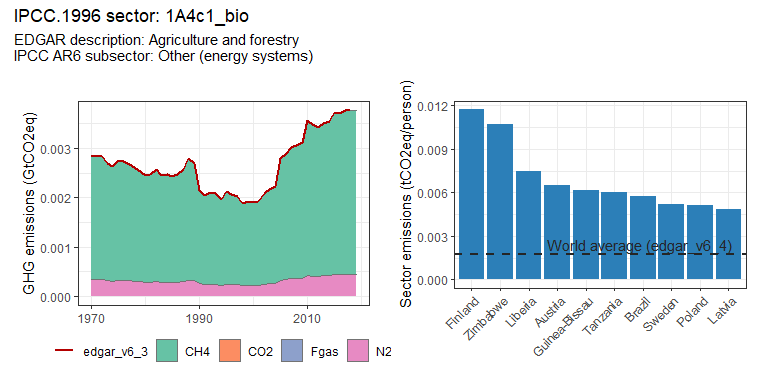 IPCC.1996 sector: 1A4c1_bio
EDGAR description: Agriculture and forestry
IPCC AR6 subsector: Other (energy systems)
GHG emissions (GtCO2eq)
0.003
0.002
0.001
0.000
1970
1990
2010
edgar_v6_3
CH4
CO2
Fgas
N2
Sector emissions (tCO2eq/person)
0.012
0.009
0.006
0.003
0.000
World average (edgar_v6_4)
Finland
Zimbabwe
Liberia
Austria
Guinea-Bissau
Tanzania
Brazil
Sweden
Poland
Latvia